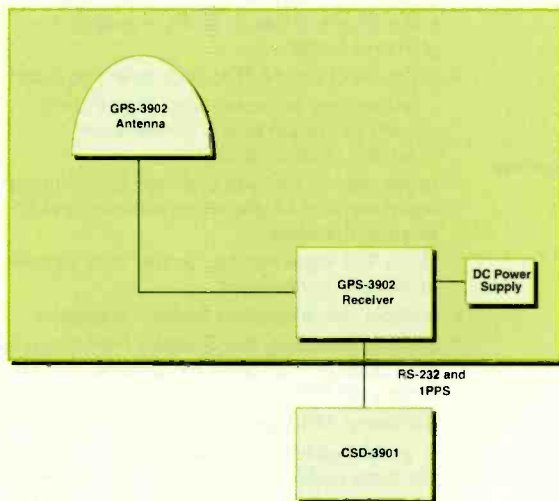 GPS-3902
Antenna
GPS-3902
Receiver
DC Power
Supply
RS-232 and
1PPS
CSD-3901